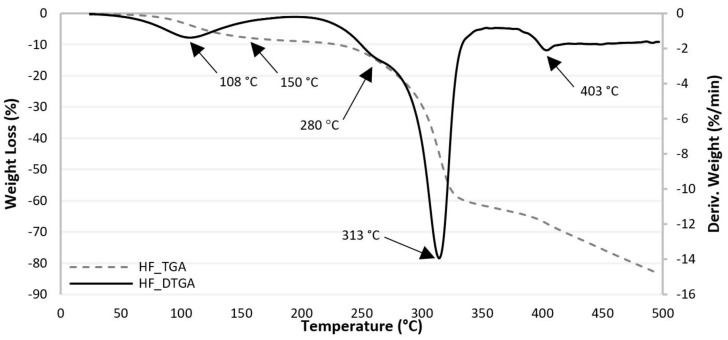 0
-10
-20
-30
-40
-50
-60
-70
-80
-90
Weight Loss (%)
0
-2
-4
-6
-8
-10
-12
-14
-16
Deriv. Weight (%/min)
108 °C
150 °C
280 °C
403 °C
313 °C
HF_TGA
HF_DTGA
0 50 100 150 200 250 300 350 400 450 500
Temperature (°C)